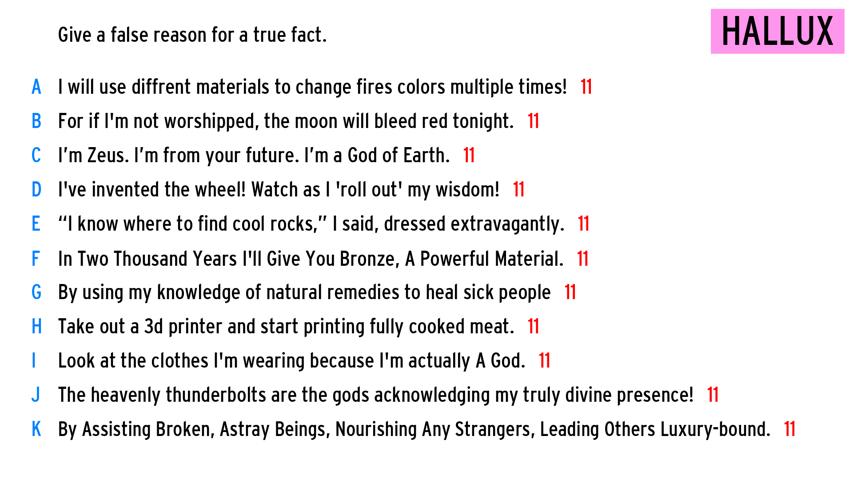 Give a false reason for a true fact.
HALLUX
A I will use diffrent materials to change fires colors multiple times! 11
B For if I'm not worshipped, the moon will bleed red tonight. 11
C I’m Zeus. I’m from your future. I’m a God of Earth. 11
D I've invented the wheel! Watch as I 'roll out' my wisdom! 11
E “I know where to find cool rocks,” I said, dressed extravagantly. 11
F In Two Thousand Years I'll Give You Bronze, A Powerful Material. 11
G By using my knowledge of natural remedies to heal sick people 11
H Take out a 3d printer and start printing fully cooked meat. 11
I Look at the clothes I'm wearing because I'm actually A God. 11
J The heavenly thunderbolts are the gods acknowledging my truly divine presence! 11
K By Assisting Broken, Astray Beings, Nourishing Any Strangers, Leading Others Luxury-bound. 11